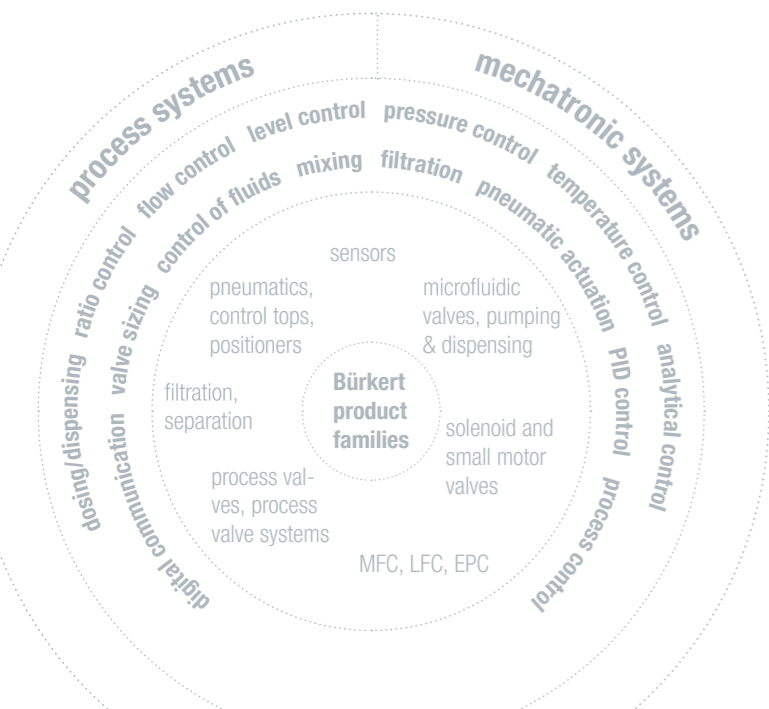 process systems
mechatronic systems
dosing/dispensing
ratio control
flow control
level control
pressure control
temperature control
analytical control
digital communication
valve sizing
control of fluids
mixing
filtration
pneumatic actuation
PID control
process control
sensors
pneumatics,
control tops,
positioners
microfluidic
valves, pumping
& dispensing
filtration,
separation
Bürkert
product
families
solenoid and
small motor
valves
process val-
ves, process
valve systems
MFC, LFC, EPC